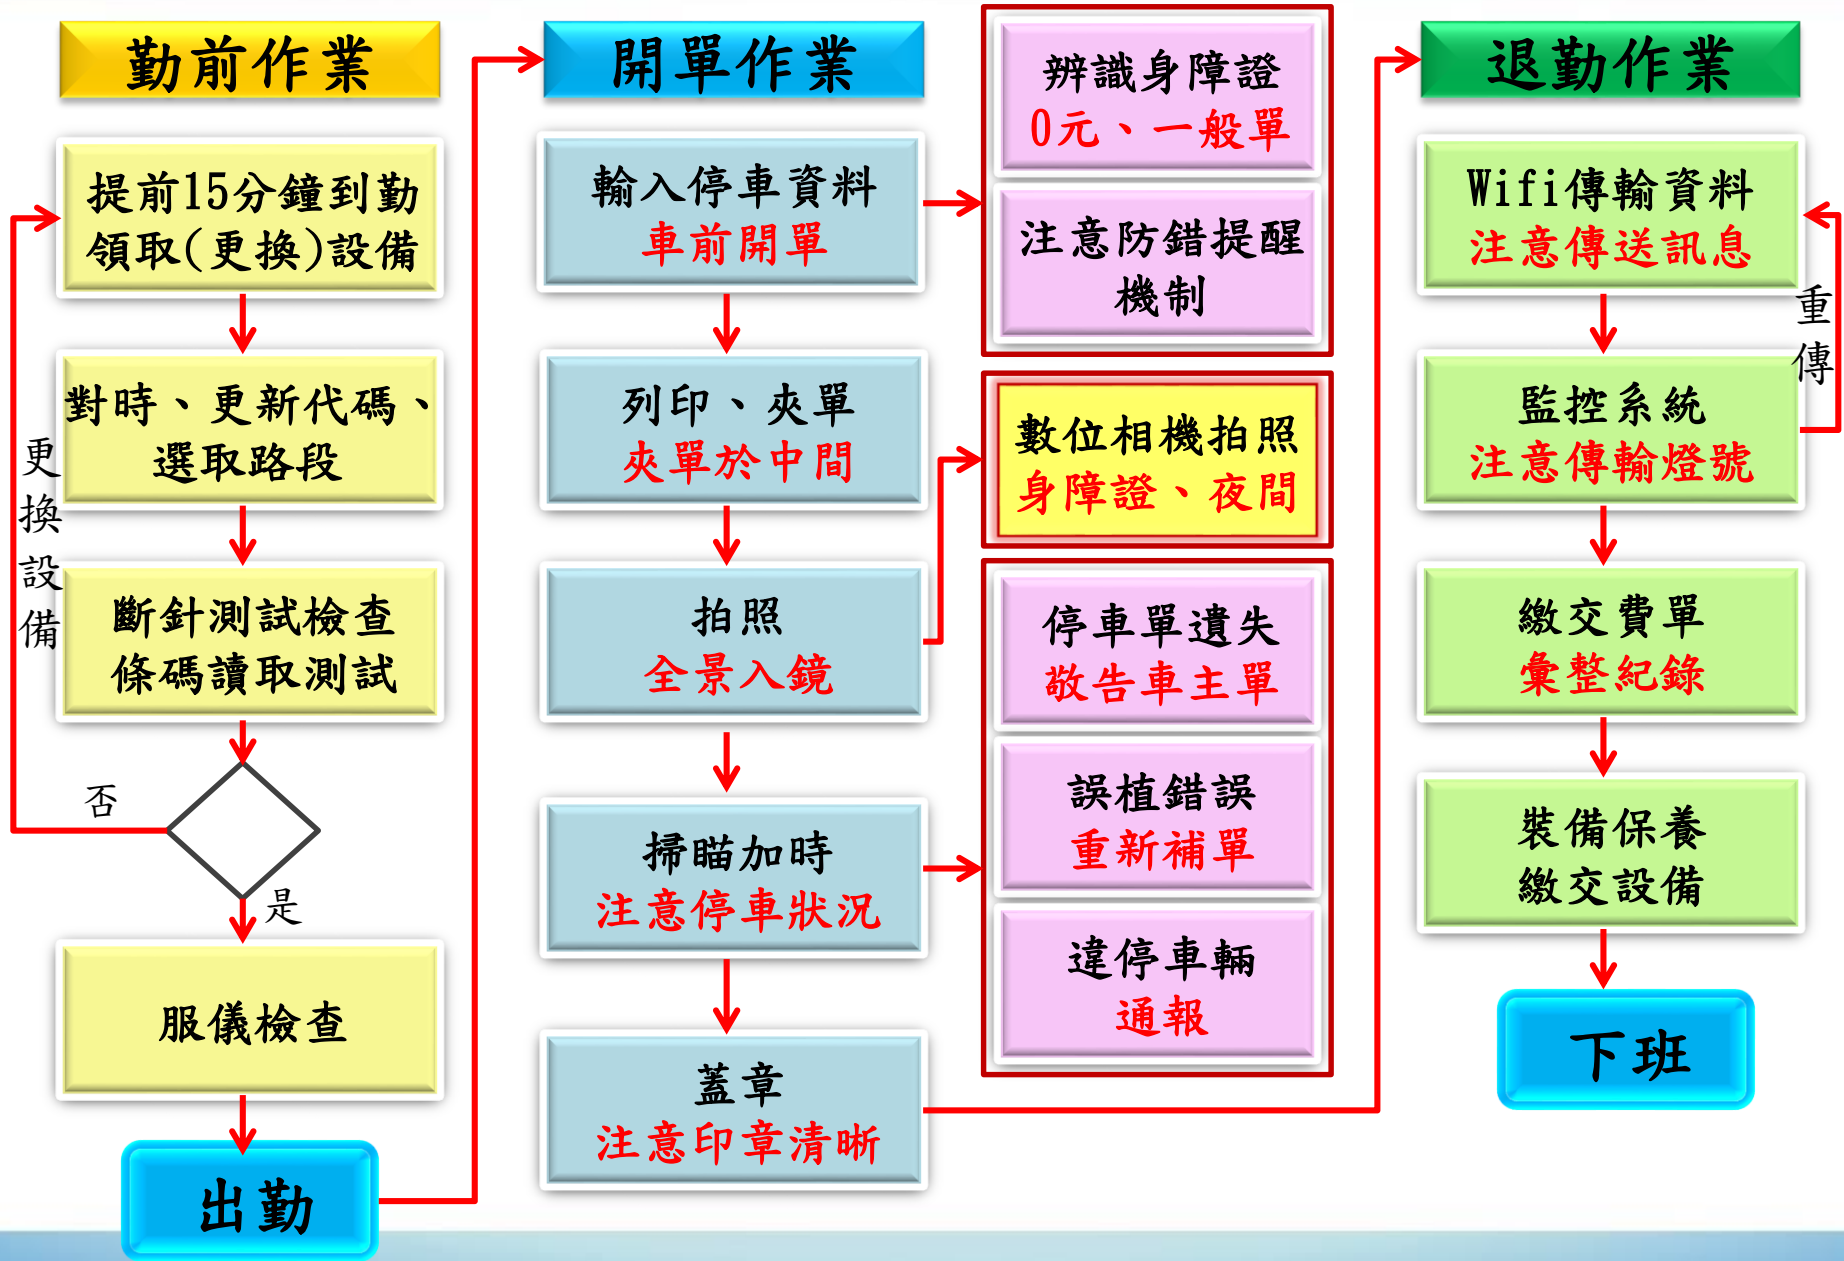 勤前作業
提前15分鐘到勤
領取(更換)設備
對時、更新代碼、
選取路段
斷針測試檢查
條碼讀取測試
更換設備
否
是
服儀檢查
出勤
開單作業
輸入停車資料
車前開單
列印、夾單
夾單於中間
拍照
全景入鏡
掃瞄加時
注意停車狀況
蓋章
注意印章清晰
辨識身障證
0元、一般單
注意防錯提醒
機制
數位相機拍照
身障證、夜間
停車單遺失
敬告車主單
誤植錯誤
重新補單
違停車輛
通報
退勤作業
Wifi傳輸資料
注意傳送訊息
重傳
監控系統
注意傳輸燈號
繳交費單
彙整紀錄
裝備保養
繳交設備
下班